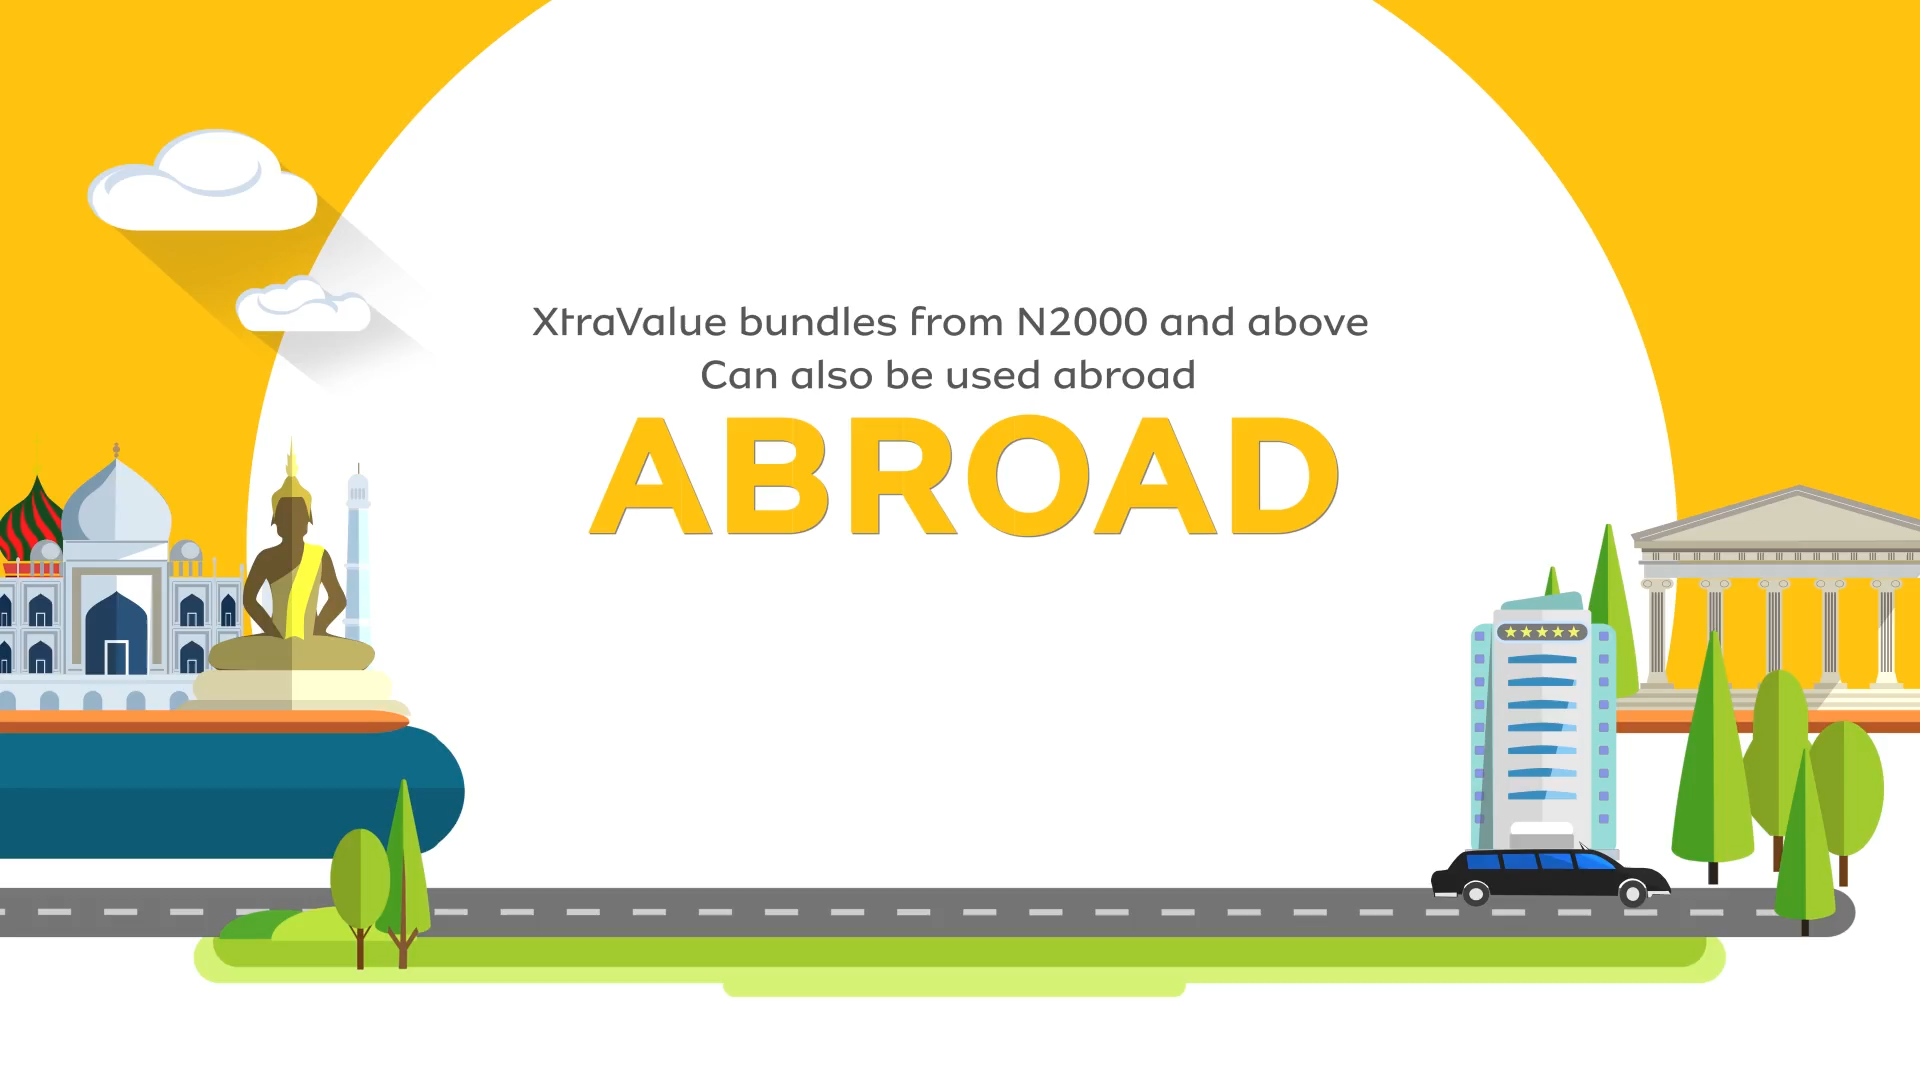 XtraValue bundles from N2000 and above
Can also be used abroad
ABROAD